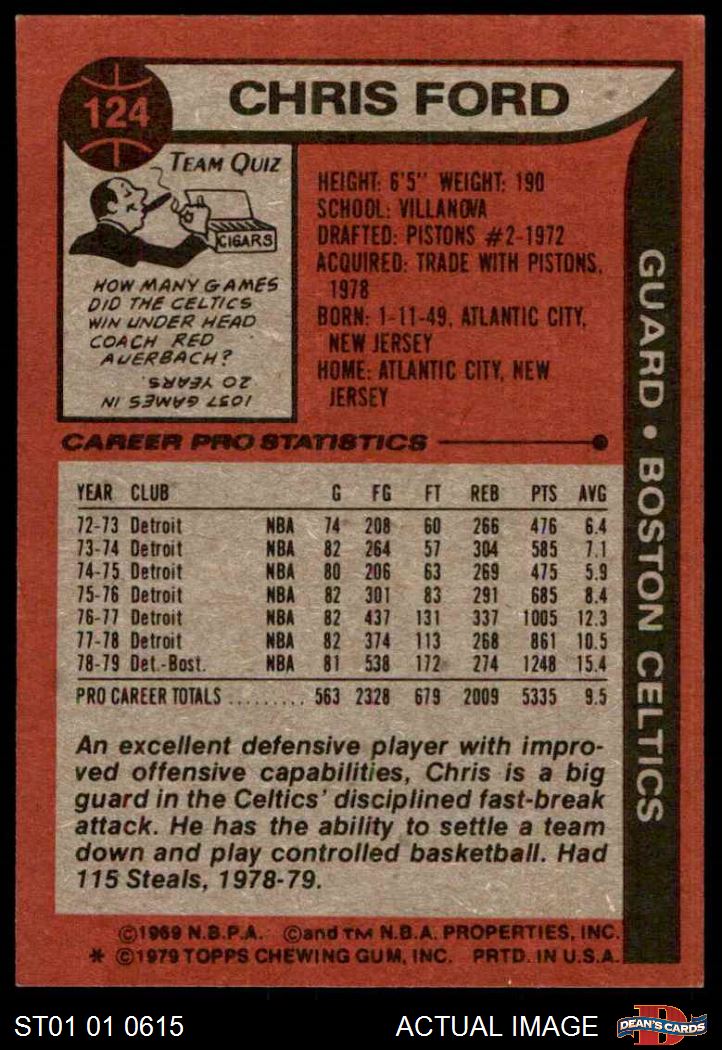 124
CHRIS FORD
TEAM QUIZ
CIGARS
HOW MANY GAMES
DID THE CELTICS
WIN UNDER HEAD
COACH RED
AUERBACH?
1037 GAMES IN
20 YEARS.
HEIGHT: 6'5" WEIGHT: 190
SCHOOL: VILLANOVA
DRAFTED: PISTONS #2-1972
ACQUIRED: TRADE WITH PISTONS,
1978
BORN: 1-11-49, ATLANTIC CITY,
NEW JERSEY
HOME: ATLANTIC CITY, NEW
JERSEY
GUARD • BOSTON CELTICS
CAREER PRO STATISTICS
YEAR CLUB G FG FT REB PTS AVG
72-73 Detroit NBA 74 208 60 266 476 6.4
73-74 Detroit NBA 82 264 57 304 585 7.1
74-75 Detroit NBA 80 206 63 269 475 5.9
75-76 Detroit NBA 82 301 83 291 685 8.4
76-77 Detroit NBA 82 437 131 337 1005 12.3
77-78 Detroit NBA 82 374 113 268 861 10.5
78-79 Det.-Bost. NBA 81 538 172 274 1248 15.4
PRO CAREER TOTALS ......... 563 2328 679 2009 5335 9.5
An excellent defensive player with impro-
ved offensive capabilities, Chris is a big
guard in the Celtics' disciplined fast-break
attack. He has the ability to settle a team
down and play controlled basketball. Had
115 Steals, 1978-79.
©1969 N.B.P.A. ©and TM N.B.A. PROPERTIES, INC.
* ©1979 TOPPS CHEWING GUM, INC. PRTD. IN U.S.A.
ST01 01 0615
ACTUAL IMAGE
DEAN'S CARDS